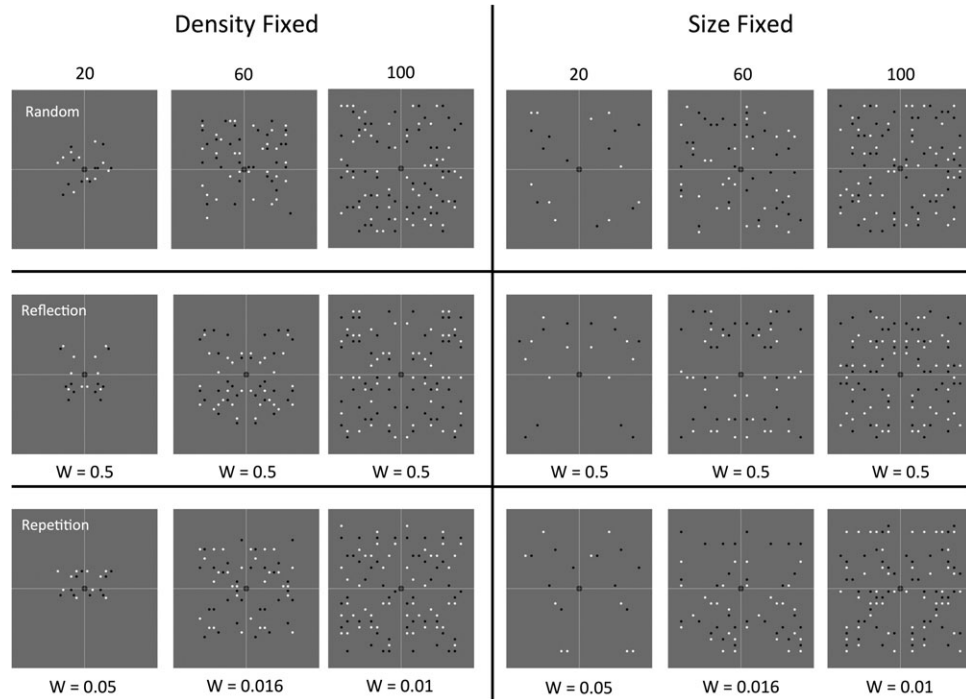 Density Fixed Size Fixed
20 60 100 20 60 100
Random
Reflection
W = 0.5 W = 0.5 W = 0.5 W = 0.5 W = 0.5 W = 0.5
Repetition
W = 0.05 W = 0.016 W = 0.01 W = 0.05 W = 0.016 W = 0.01